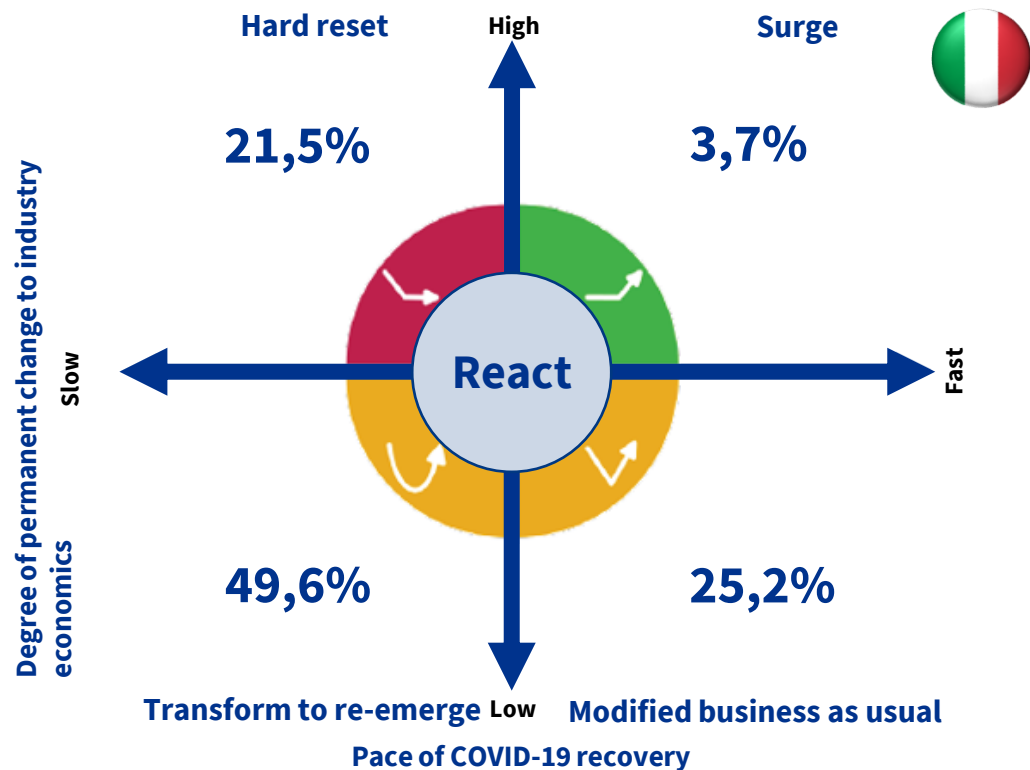 Hard reset
High
Surge
21,5%
3,7%
Degree of permanent change to industry
economics
Slow
React
Fast
49,6%
25,2%
Transform to re-emerge
Low
Modified business as usual
Pace of COVID-19 recovery